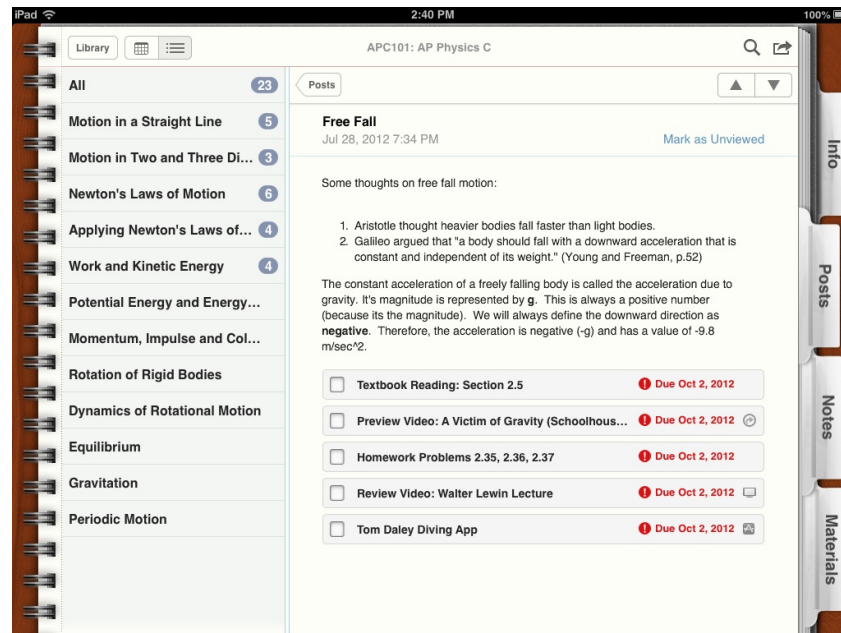 iPad
2:40 PM
100%
Library
APC101: AP Physics C
All 23
Motion in a Straight Line 5
Motion in Two and Three Di... 3
Newton's Laws of Motion 6
Applying Newton's Laws of... 4
Work and Kinetic Energy 4
Potential Energy and Energy...
Momentum, Impulse and Col...
Rotation of Rigid Bodies
Dynamics of Rotational Motion
Equilibrium
Gravitation
Periodic Motion
Posts
Free Fall
Jul 28, 2012 7:34 PM
Mark as Unviewed
Some thoughts on free fall motion:
1. Aristotle thought heavier bodies fall faster than light bodies.
2. Galileo argued that "a body should fall with a downward acceleration that is
constant and independent of its weight." (Young and Freeman, p.52)
The constant acceleration of a freely falling body is called the acceleration due to
gravity. It's magnitude is represented by g. This is always a positive number
(because its the magnitude). We will always define the downward direction as
negative. Therefore, the acceleration is negative (-g) and has a value of -9.8
m/sec^2.
Textbook Reading: Section 2.5 Due Oct 2, 2012
Preview Video: A Victim of Gravity (Schoolhous... Due Oct 2, 2012
Homework Problems 2.35, 2.36, 2.37 Due Oct 2, 2012
Review Video: Walter Lewin Lecture Due Oct 2, 2012
Tom Daley Diving App Due Oct 2, 2012
Info
Posts
Notes
Materials